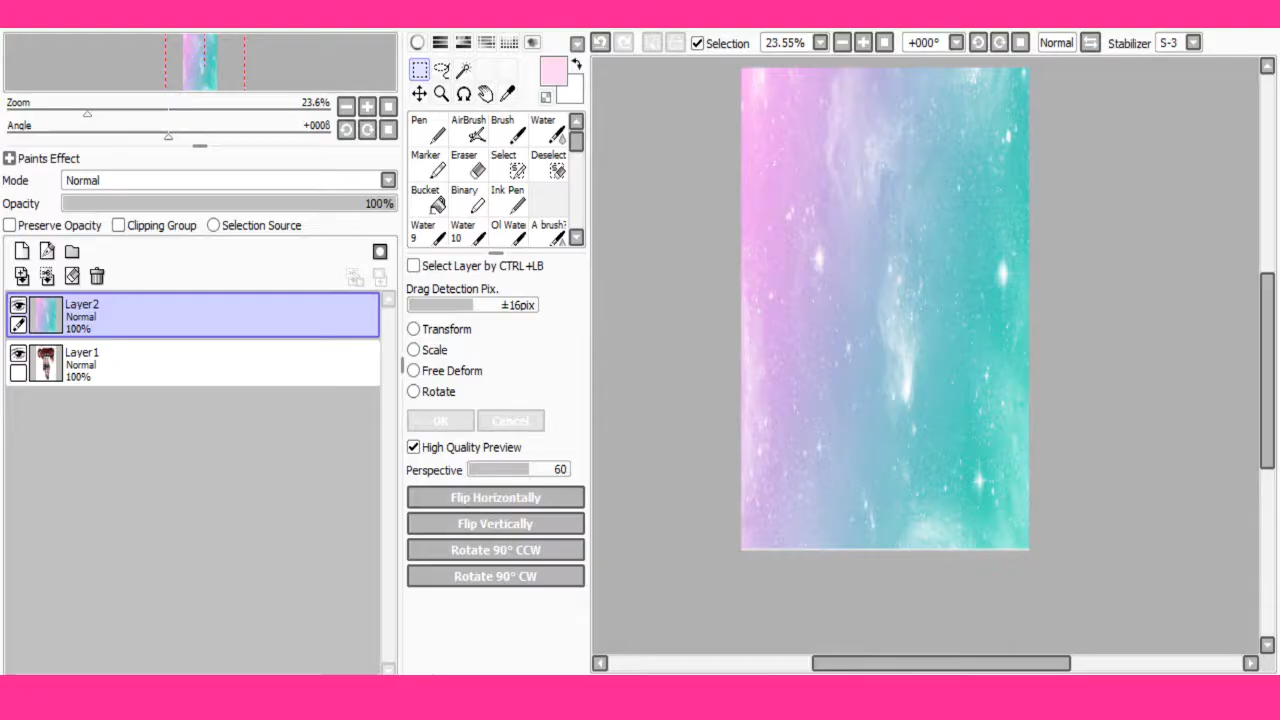 Selection
23.55%
+000°
Normal
Stabilizer
S-3
Zoom
23.6%
Angle
+0008
Paints Effect
Mode
Normal
Opacity
100%
Preserve Opacity
Clipping Group
Selection Source
Layer2
Normal
100%
Layer1
Normal
100%
Pen
AirBrush
Brush
Water
Marker
Eraser
Select
Deselect
Bucket
Binary
Ink Pen
Water 9
Water 10
Ol Wate
A brush?
Select Layer by CTRL+LB
Drag Detection Pix.
±16pix
Transform
Scale
Free Deform
Rotate
OK
Cancel
High Quality Preview
Perspective
60
Flip Horizontally
Flip Vertically
Rotate 90° CCW
Rotate 90° CW